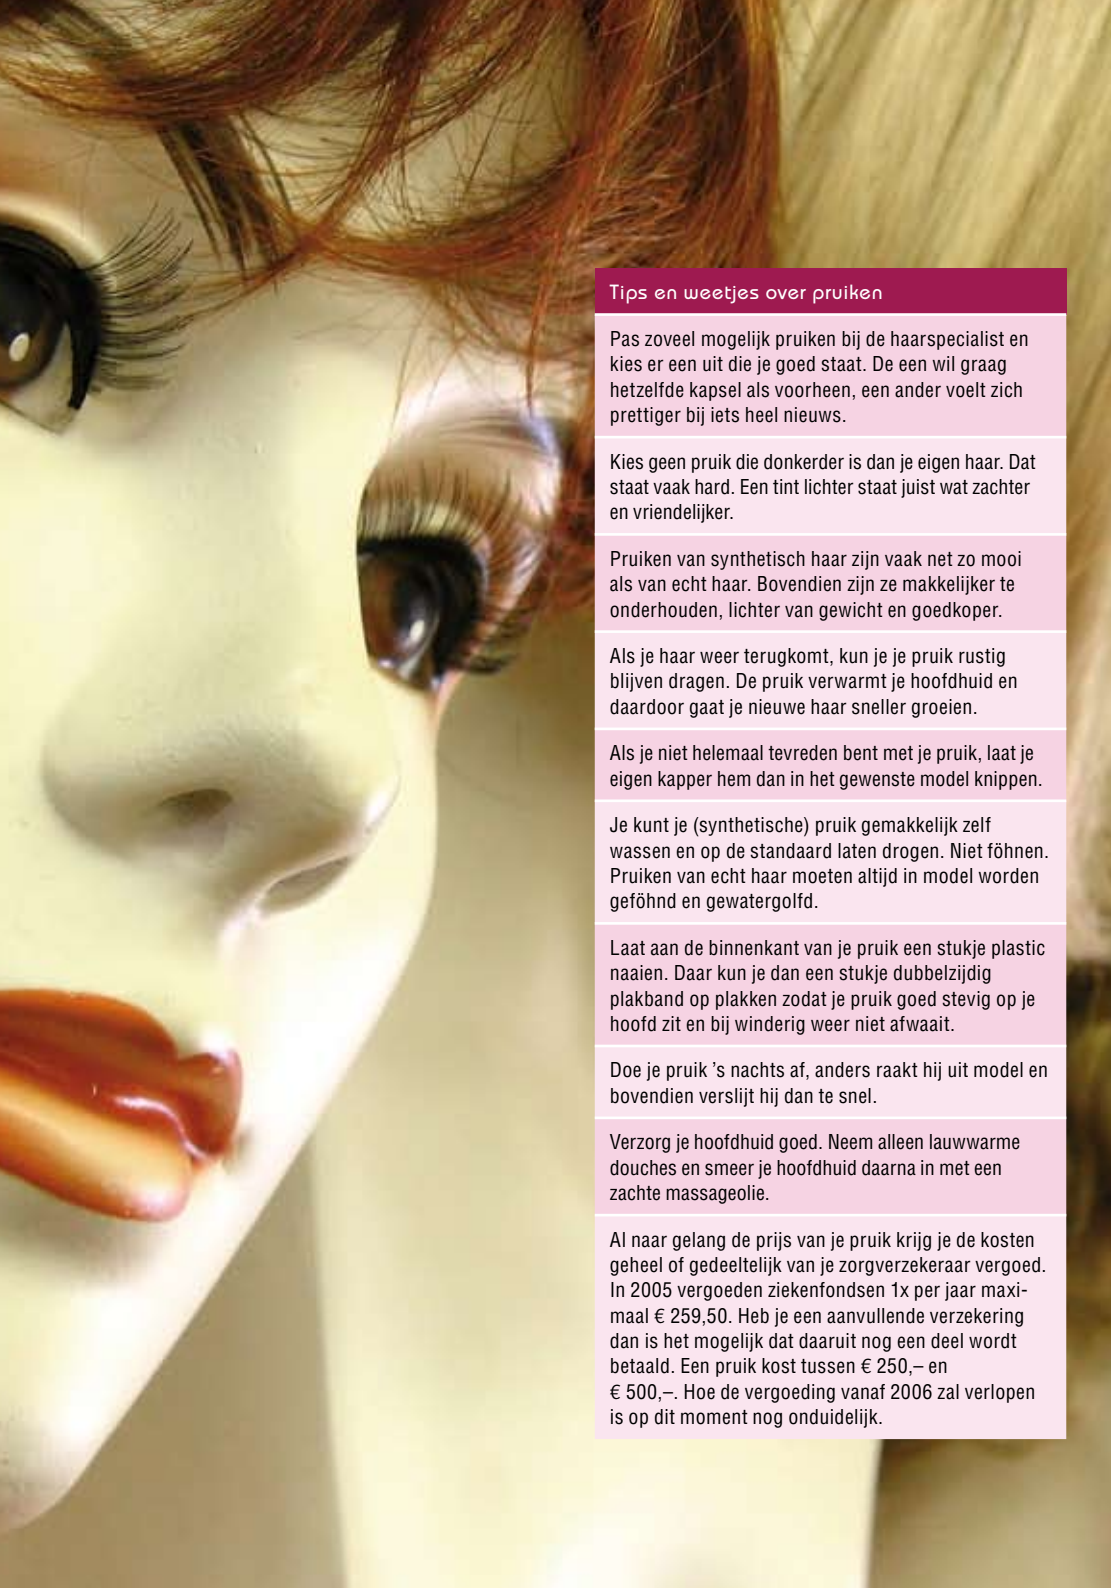 Tips en weetjes over pruiken
Pas zoveel mogelijk pruiken bij de haarspecialist en
kies er een uit die je goed staat. De een wil graag
hetzelfde kapsel als voorheen, een ander voelt zich
prettiger bij iets heel nieuws.
Kies geen pruik die donkerder is dan je eigen haar. Dat
staat vaak hard. Een tint lichter staat juist wat zachter
en vriendelijker.
Pruiken van synthetisch haar zijn vaak net zo mooi
als van echt haar. Bovendien zijn ze makkelijker te
onderhouden, lichter van gewicht en goedkoper.
Als je haar weer terugkomt, kun je je pruik rustig
blijven dragen. De pruik verwarmt je hoofdhuid en
daardoor gaat je nieuwe haar sneller groeien.
Als je niet helemaal tevreden bent met je pruik, laat je
eigen kapper hem dan in het gewenste model knippen.
Je kunt je (synthetische) pruik gemakkelijk zelf
wassen en op de standaard laten drogen. Niet föhnen.
Pruiken van echt haar moeten altijd in model worden
geföhnd en gewatergolfd.
Laat aan de binnenkant van je pruik een stukje plastic
naaien. Daar kun je dan een stukje dubbelzijdig
plakband op plakken zodat je pruik goed stevig op je
hoofd zit en bij winderig weer niet afwaait.
Doe je pruik ’s nachts af, anders raakt hij uit model en
bovendien verslijt hij dan te snel.
Verzorg je hoofdhuid goed. Neem alleen lauwwarme
douches en smeer je hoofdhuid daarna in met een
zachte massageolie.
Al naar gelang de prijs van je pruik krijg je de kosten
geheel of gedeeltelijk van je zorgverzekeraar vergoed.
In 2005 vergoeden ziekenfondsen 1x per jaar maxi-
maal € 259,50. Heb je een aanvullende verzekering
dan is het mogelijk dat daaruit nog een deel wordt
betaald. Een pruik kost tussen € 250,– en
€ 500,–. Hoe de vergoeding vanaf 2006 zal verlopen
is op dit moment nog onduidelijk.